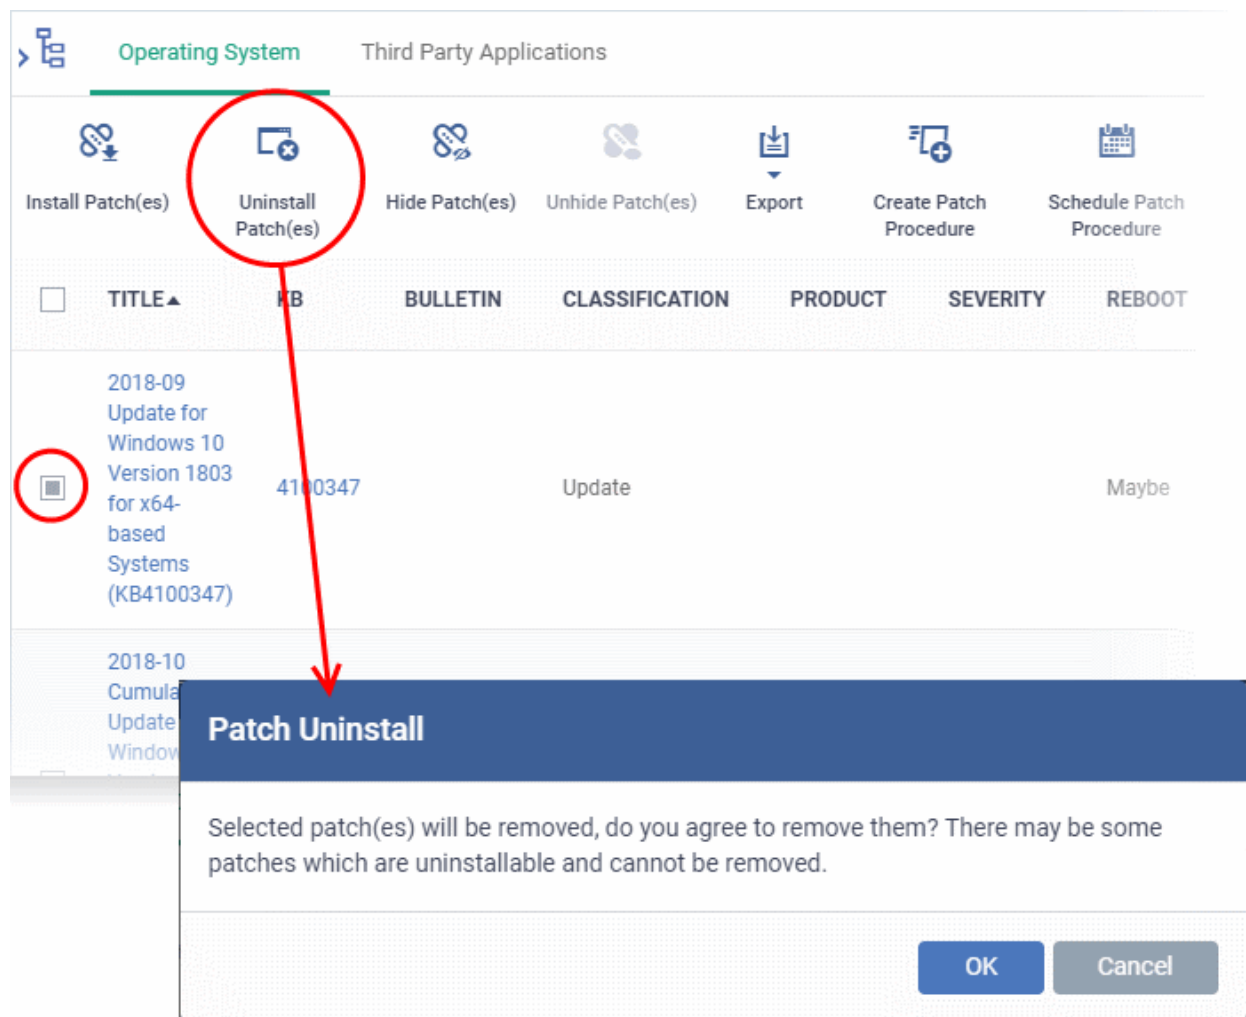 Operating System
Third Party Applications
Install Patch(es)
Uninstall
Patch(es)
Hide Patch(es)
Unhide Patch(es)
Export
Create Patch
Procedure
Schedule Patch
Procedure
TITLE
KB
BULLETIN
CLASSIFICATION
PRODUCT
SEVERITY
REBOOT
2018-09
Update for
Windows 10
Version 1803
for x64-
based
Systems
(KB4100347)
4100347
Update
Maybe
2018-10
Cumula
Update
Window
Patch Uninstall
Selected patch(es) will be removed, do you agree to remove them? There may be some
patches which are uninstallable and cannot be removed.
OK
Cancel